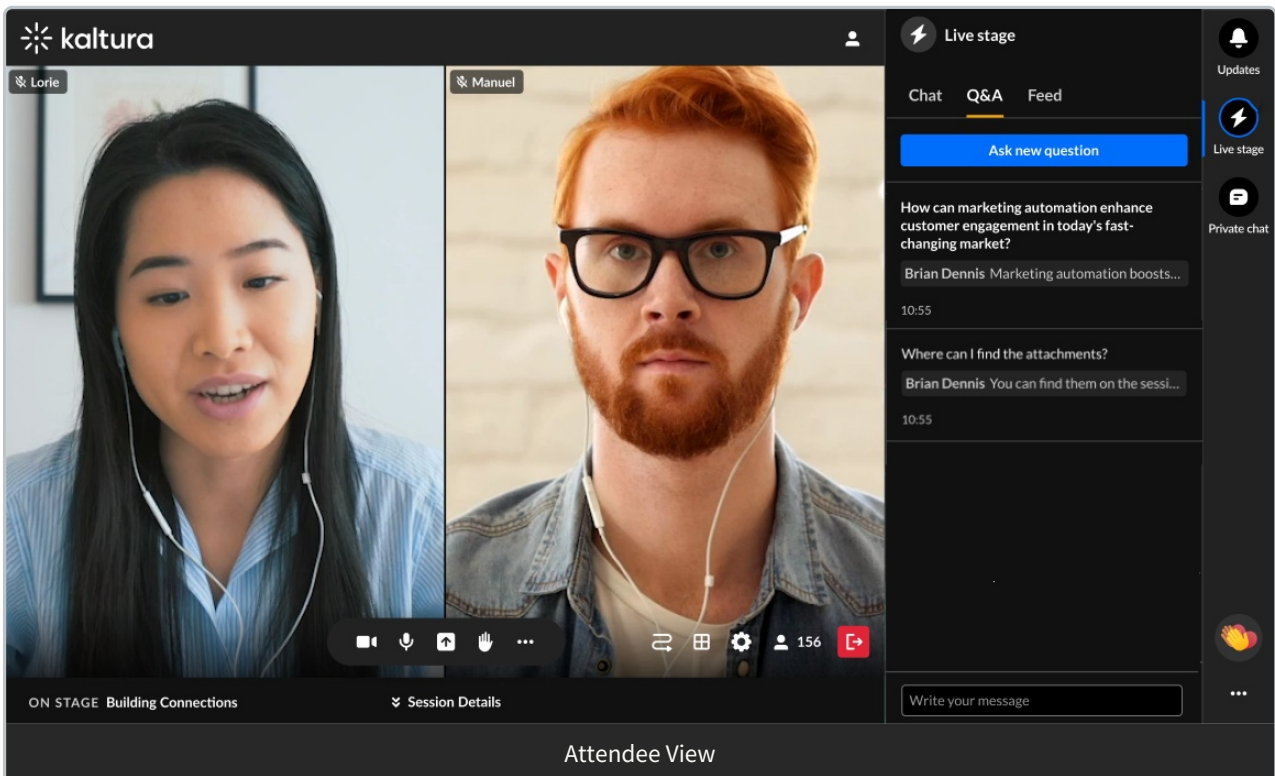 kaltura
Lorie
Manuel
156
ON STAGE Building Connections
Session Details
Live stage
Chat Q&A Feed
Ask new question
How can marketing automation enhance
customer engagement in today's fast-
changing market?
Brian Dennis Marketing automation boosts...
10:55
Where can I find the attachments?
Brian Dennis You can find them on the sessi...
10:55
Write your message
Updates
Live stage
Private chat
Attendee View